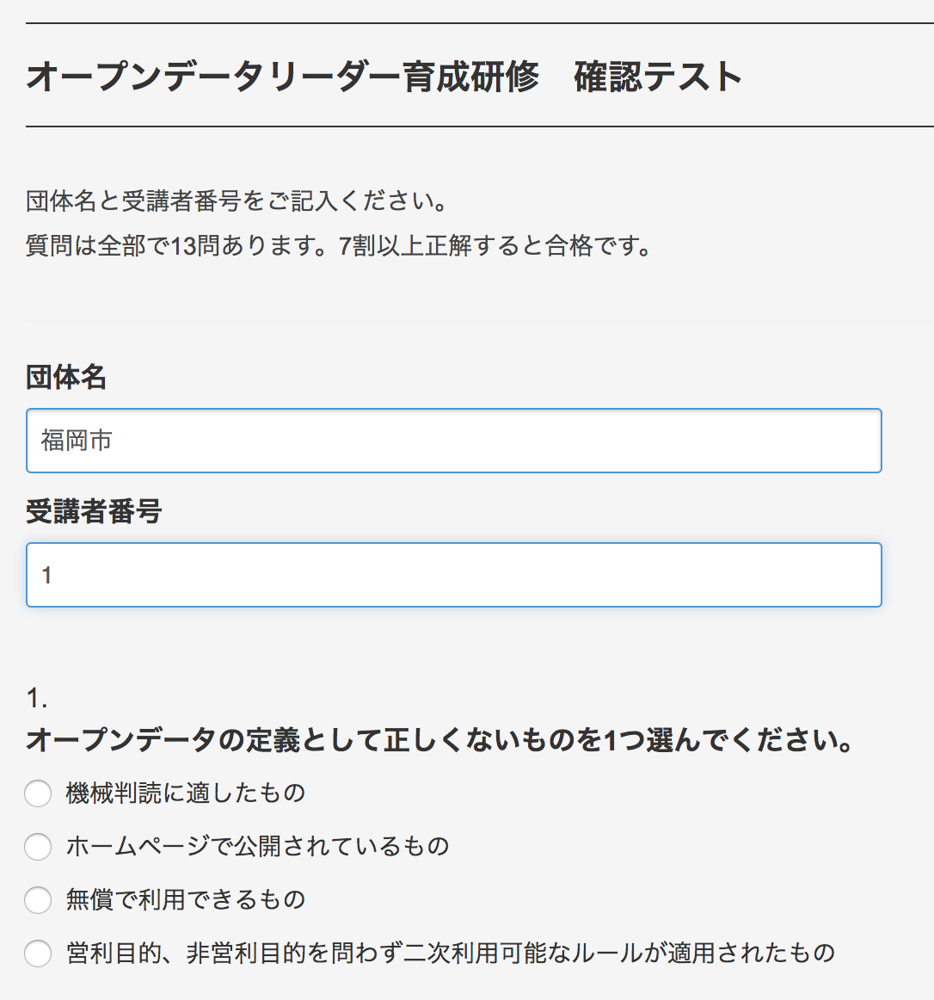 オープンデータリーダー育成研修　確認テスト
団体名と受講者番号をご記入ください。
質問は全部で13問あります。7割以上正解すると合格です。
団体名
福岡市
受講者番号
1
1.
オープンデータの定義として正しくないものを1つ選んでください。
機械判読に適したもの
ホームページで公開されているもの
無償で利用できるもの
営利目的、非営利目的を問わず二次利用可能なルールが適用されたもの